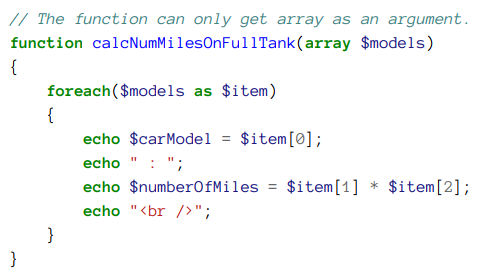 // The function can only get array as an argument.
function calcNumMilesOnFullTank(array $models)
{
    foreach($models as $item)
    {
        echo $carModel = $item[0];
        echo " : ";
        echo $numberOfMiles = $item[1] * $item[2];
        echo "<br />";
    }
}